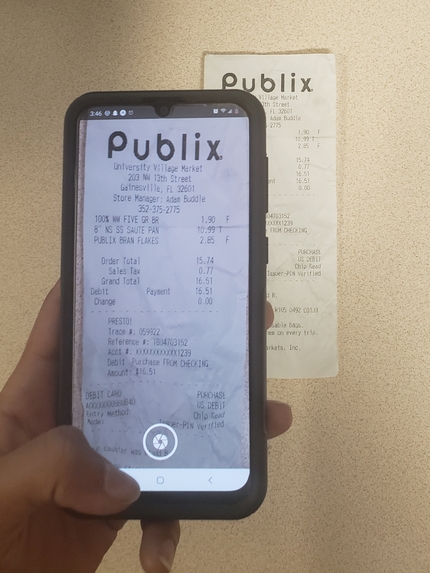 3:46
Publix
University Village Market
203 NW 13th Street
Gainesville, FL 32601
Store Manager: Adam Buddle
352-375-2775
100% WW FIVE GR BR 1.90 F
8" NS SS SAUTE PAN 10.99 T
PUBLIX BRAN FLAKES 2.85 F
Order Total 15.74
Sales Tax 0.77
Grand Total 16.51
Debit Payment 16.51
Change 0.00
PRESTO!
Trace #: 059922
Reference #:
Acct #: XXXXXXXXXXXX1239
Debit Purchase FROM CHECKING
Amount: $16.51
DEBIT CARD PURCHASE
US DEBIT
Entry Method: Chip Read
Mode: Issuer-PIN Verified
Publix
Village Market
13th Street
FL 32601
Adam Buddle
-2775
1.90 F
10.99 T
2.85 F
15.74
0.77
16.51
16.51
0.00
FROM CHECKING
PURCHASE
US DEBIT
Chip Read
Issuer-PIN Verified
bags.
on every trip.
Markets, Inc.